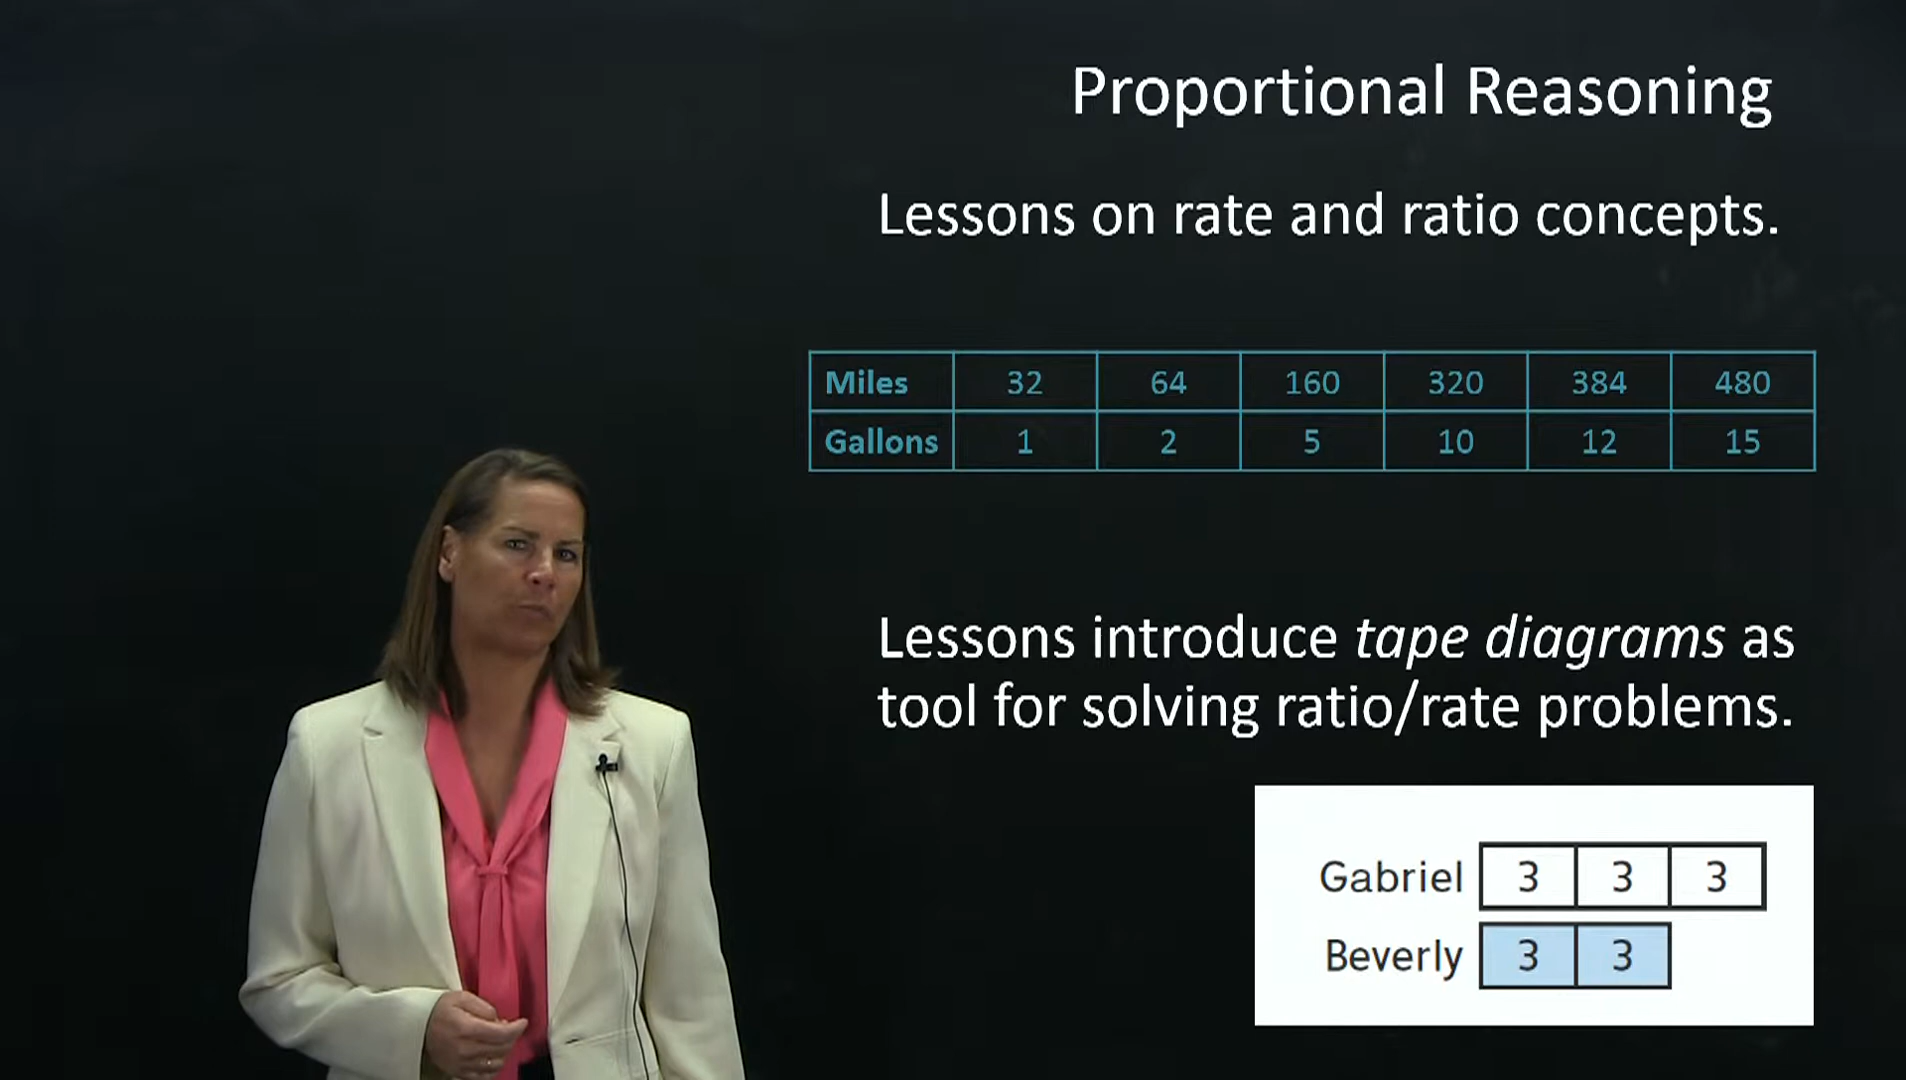 Proportional Reasoning
Lessons on rate and ratio concepts.
Miles 32 64 160 320 384 480
Gallons 1 2 5 10 12 15
Lessons introduce tape diagrams as
tool for solving ratio/rate problems.
Gabriel 3 3 3
Beverly 3 3